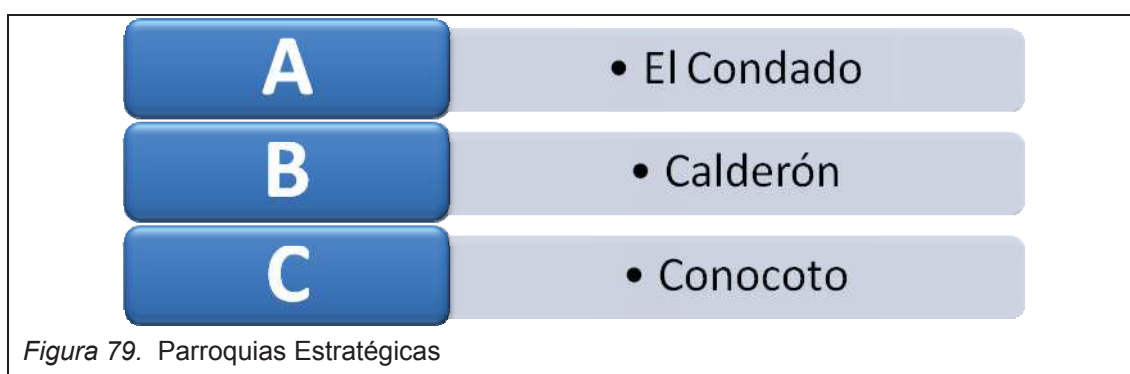 A • El Condado
B • Calderón
C • Conocoto
Figura 79. Parroquias Estratégicas